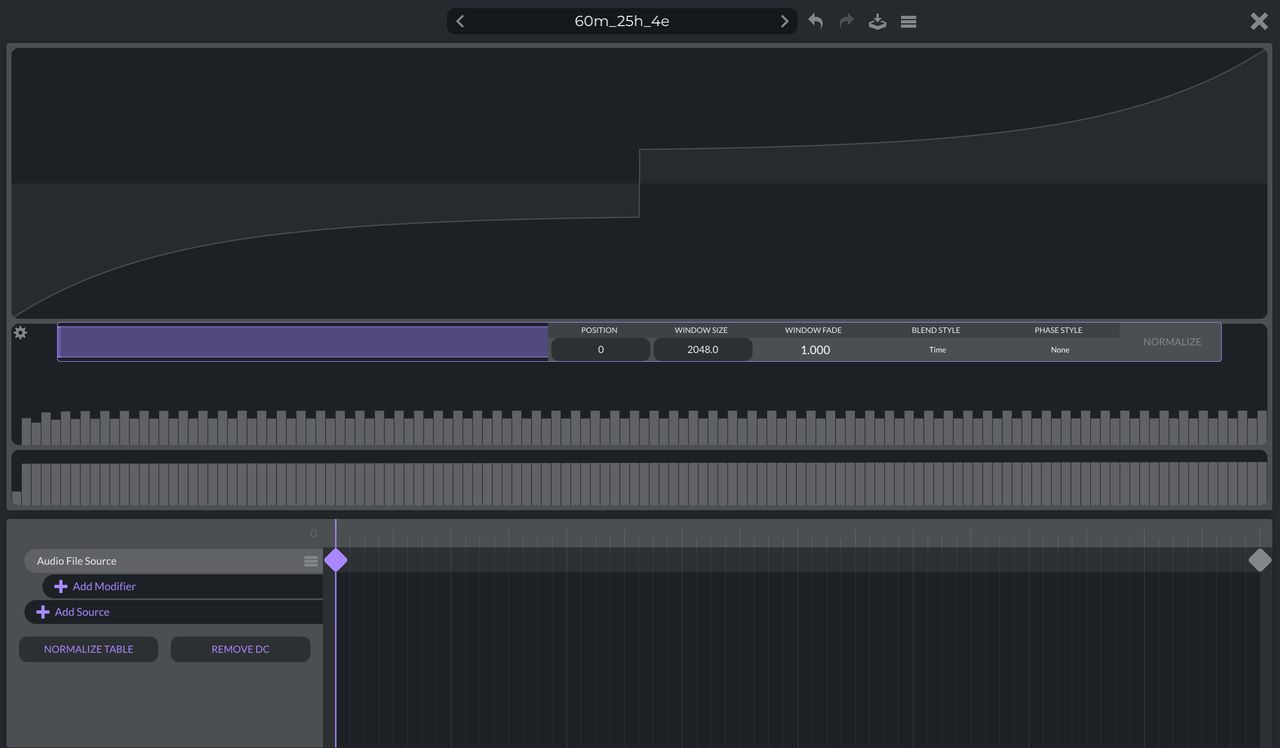 60m_25h_4e
POSITION WINDOW SIZE WINDOW FADE BLEND STYLE PHASE STYLE NORMALIZE
0 2048.0 1.000 Time None
0
Audio File Source
Add Modifier
Add Source
NORMALIZE TABLE REMOVE DC